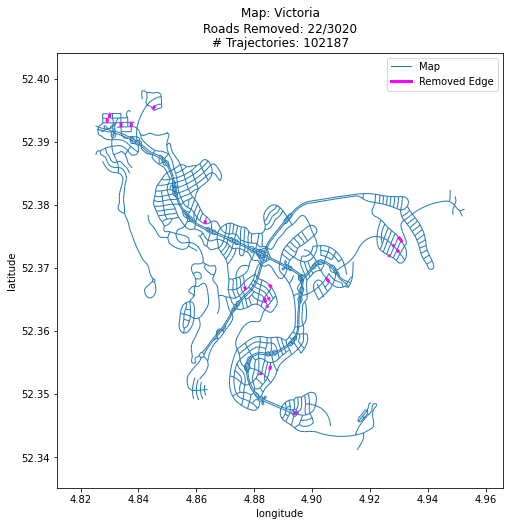 Map: Victoria
Roads Removed: 22/3020
# Trajectories: 102187
Map
Removed Edge
latitude
52.40
52.39
52.38
52.37
52.36
52.35
52.34
4.82 4.84 4.86 4.88 4.90 4.92 4.94 4.96
longitude